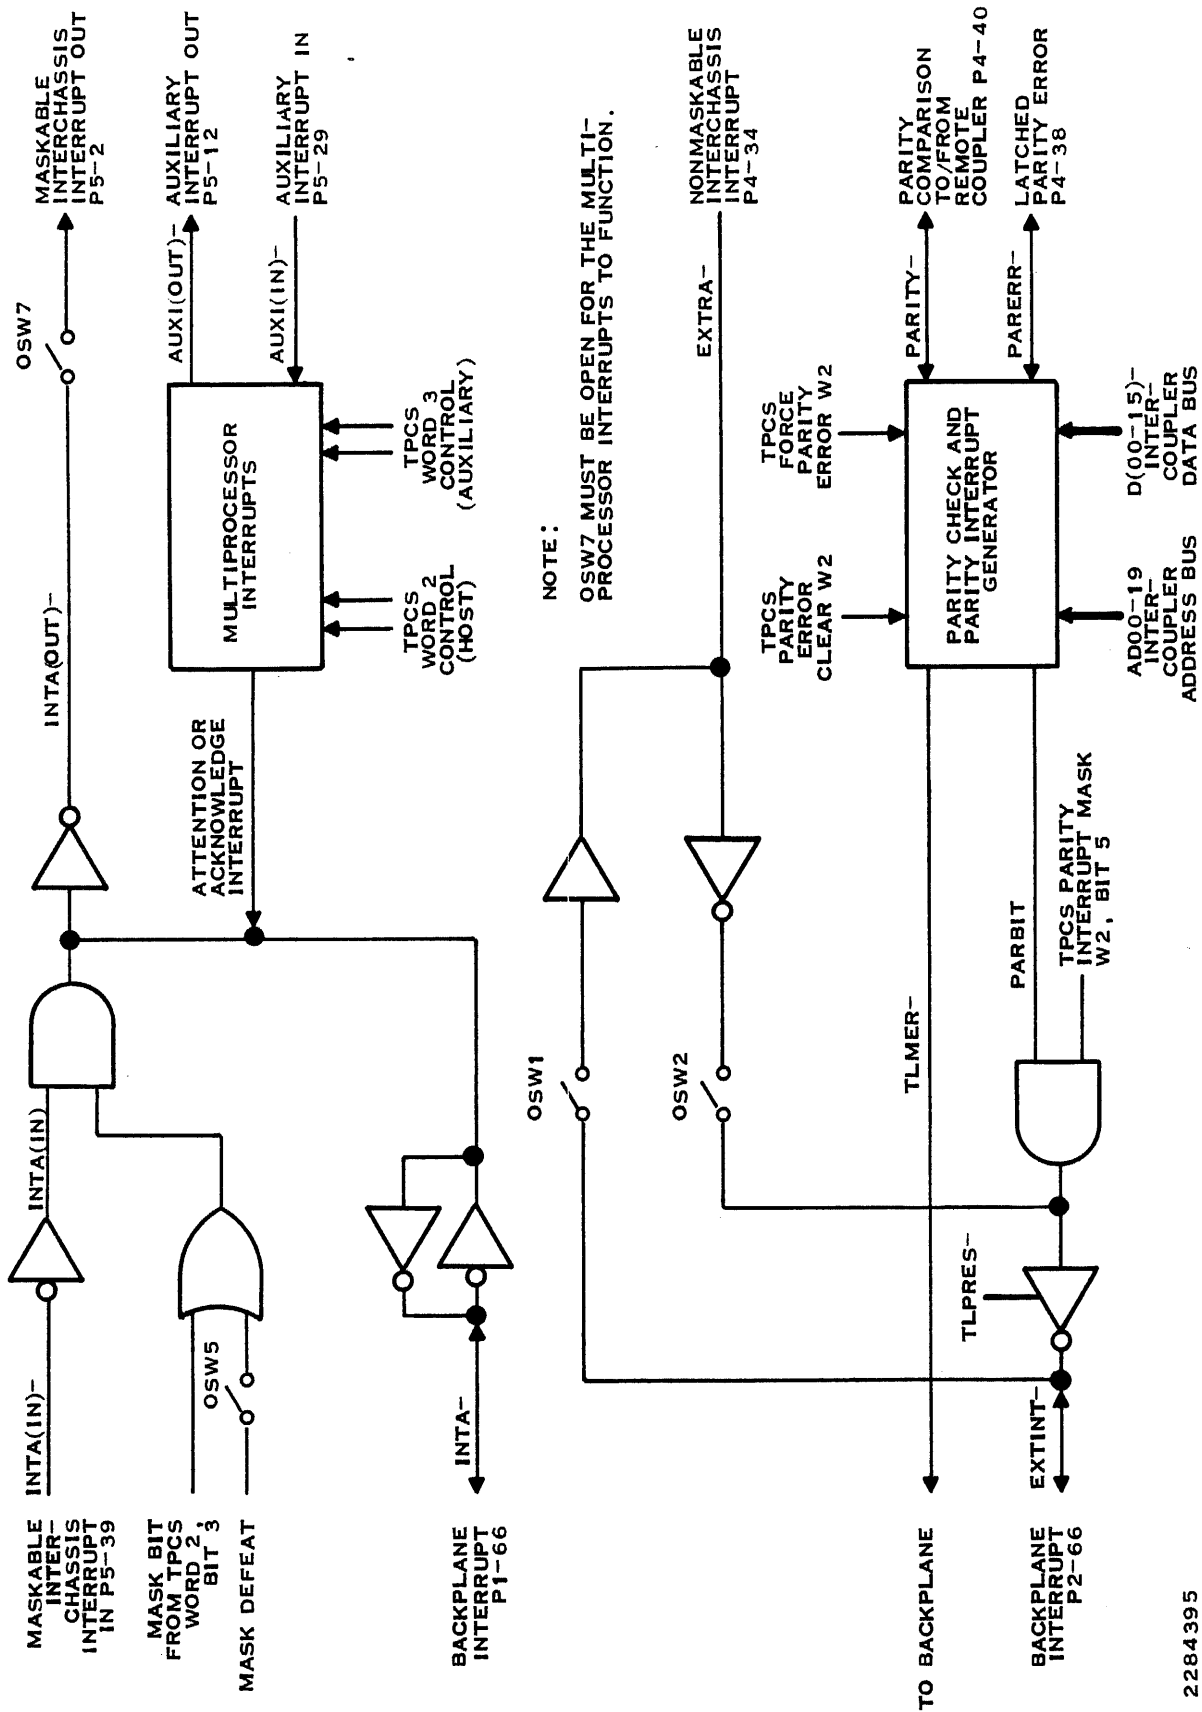 MASKABLE
INTER-
CHASSIS
INTERRUPT
IN P5-39
INTA(IN)-
INTA(IN)
INTA(OUT)-
OSW7
MASKABLE
INTERCHASSIS
INTERRUPT OUT
P5-2
MASK BIT
FROM TPCS
WORD 2,
BIT 3
MASK DEFEAT
OSW5
ATTENTION OR
ACKNOWLEDGE
INTERRUPT
MULTIPROCESSOR
INTERRUPTS
AUXI(OUT)-
AUXILIARY
INTERRUPT OUT
P5-12
AUXI(IN)-
AUXILIARY
INTERRUPT IN
P5-29
TPCS
WORD 2
CONTROL
(HOST)
TPCS
WORD 3
CONTROL
(AUXILIARY)
BACKPLANE
INTERRUPT
P1-66
INTA-
NOTE:
OSW7 MUST BE OPEN FOR THE MULTI-
PROCESSOR INTERRUPTS TO FUNCTION.
OSW1
OSW2
EXTRA-
NONMASKABLE
INTERCHASSIS
INTERRUPT
P4-34
TPCS
PARITY
ERROR
CLEAR W2
TPCS
FORCE
PARITY
ERROR W2
TO BACKPLANE
TLMER-
PARITY CHECK AND
PARITY INTERRUPT
GENERATOR
PARITY-
PARITY
COMPARISON
TO/FROM
REMOTE
COUPLER P4-40
PARERR-
LATCHED
PARITY ERROR
P4-38
BACKPLANE
INTERRUPT
P2-66
EXTINT-
TLPRES-
PARBIT
TPCS PARITY
INTERRUPT MASK
W2, BIT 5
AD00-19
INTER-
COUPLER
ADDRESS BUS
D(00-15)-
INTER-
COUPLER
DATA BUS
2284395